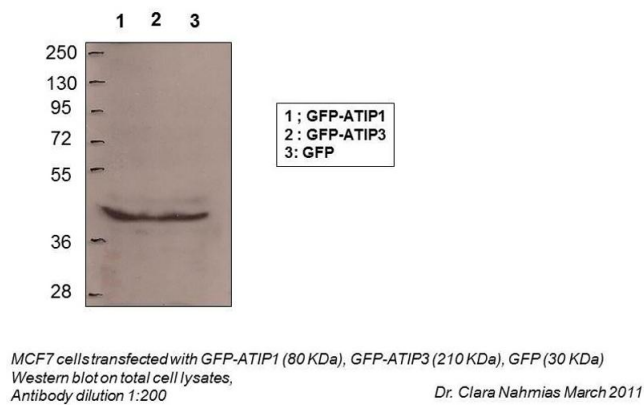 1 2 3
250
130
95
72
55
36
28
1 ; GFP-ATIP1
2 : GFP-ATIP3
3: GFP
MCF7 cells transfected with GFP-ATIP1 (80 KDa), GFP-ATIP3 (210 KDa), GFP (30 KDa)
Western blot on total cell lysates,
Antibody dilution 1:200
Dr. Clara Nahmias March 2011